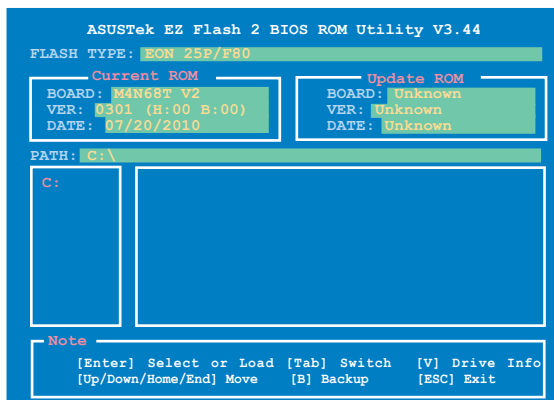 ASUSTek EZ Flash 2 BIOS ROM Utility V3.44
FLASH TYPE: EON 25P/F80
Current ROM
BOARD: M4N68T V2
VER: 0301 (H:00 B:00)
DATE: 07/20/2010
Update ROM
BOARD: Unknown
VER: Unknown
DATE: Unknown
PATH: C:\
C:
Note
[Enter] Select or Load [Tab] Switch [V] Drive Info
[Up/Down/Home/End] Move [B] Backup [ESC] Exit